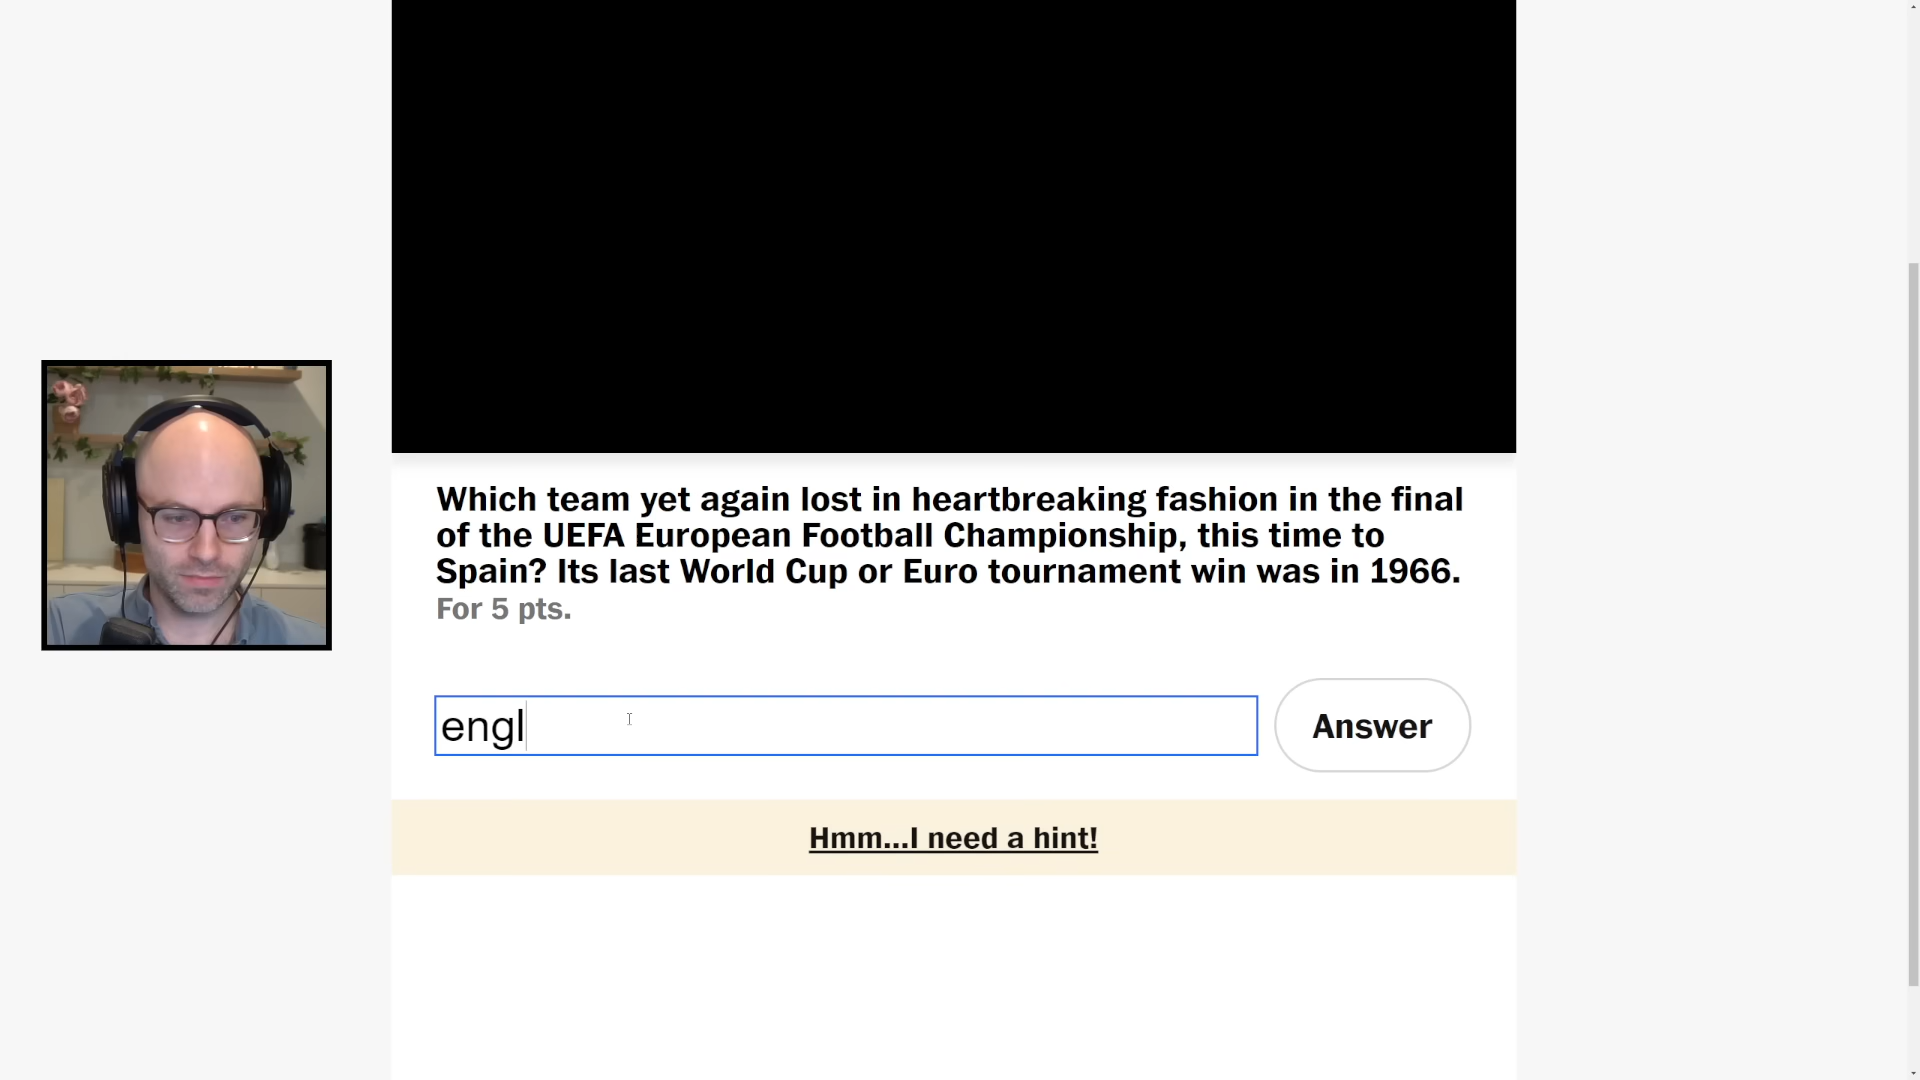 Which team yet again lost in heartbreaking fashion in the final
of the UEFA European Football Championship, this time to
Spain? Its last World Cup or Euro tournament win was in 1966.
For 5 pts.
engl
Answer
Hmm...I need a hint!